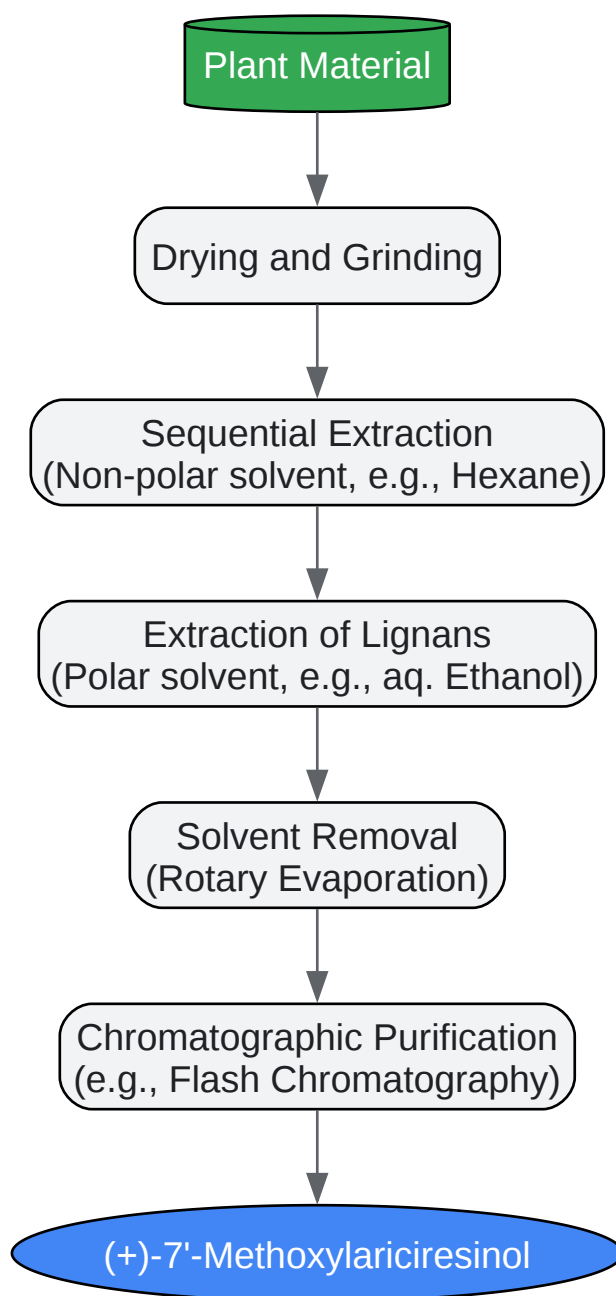 Plant Material
Drying and Grinding
Sequential Extraction
(Non-polar solvent, e.g., Hexane)
Extraction of Lignans
(Polar solvent, e.g., aq. Ethanol)
Solvent Removal
(Rotary Evaporation)
Chromatographic Purification
(e.g., Flash Chromatography)
(+)-7'-Methoxylariciresinol